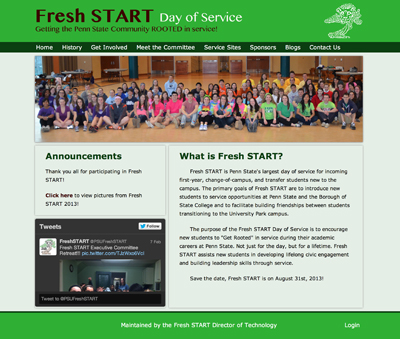 Fresh START Day of Service
Getting the Penn State Community ROOTED in service!
Home History Get Involved Meet the Committee Service Sites Sponsors Blogs Contact Us
Announcements
Thank you all for participating in Fresh
START!
Click here to view pictures from Fresh
START 2013!
Tweets
Follow
FreshSTART @PSUFreshSTART 7 Feb
Fresh START Executive Committee
Retreat!!
Tweet to @PSUFreshSTART
What is Fresh START?
Fresh START is Penn State's largest day of service for incoming
first-year, change-of-campus, and transfer students new to the
campus. The primary goals of Fresh START are to introduce new
students to service opportunities at Penn State and the Borough of
State College and to facilitate building friendships between students
transitioning to the University Park campus.
The purpose of the Fresh START Day of Service is to encourage
new students to "Get Rooted" in service during their academic
careers at Penn State. Not just for the day, but for a lifetime. Fresh
START assists new students in developing lifelong civic engagement
and building leadership skills through service.
Save the date, Fresh START is on August 31st, 2013!
Maintained by the Fresh START Director of Technology
Login